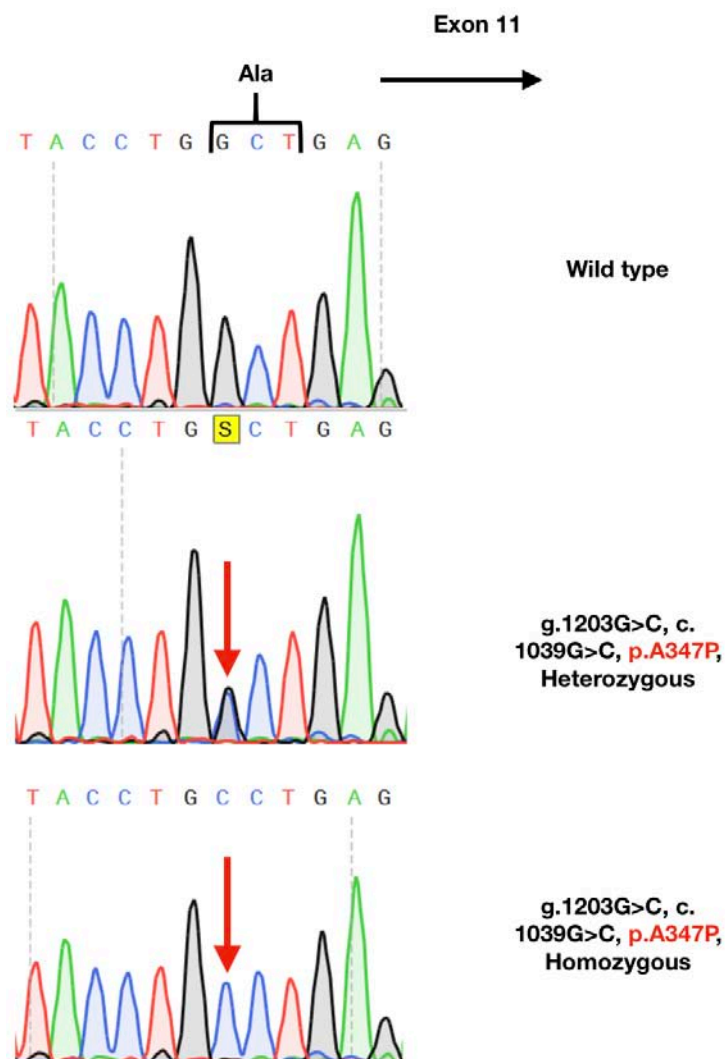 Exon 11
Ala
T A C C T G G C T G A G
Wild type
T A C C T G S C T G A G
g.1203G>C, c.
1039G>C, p.A347P,
Heterozygous
T A C C T G C C T G A G
g.1203G>C, c.
1039G>C, p.A347P,
Homozygous